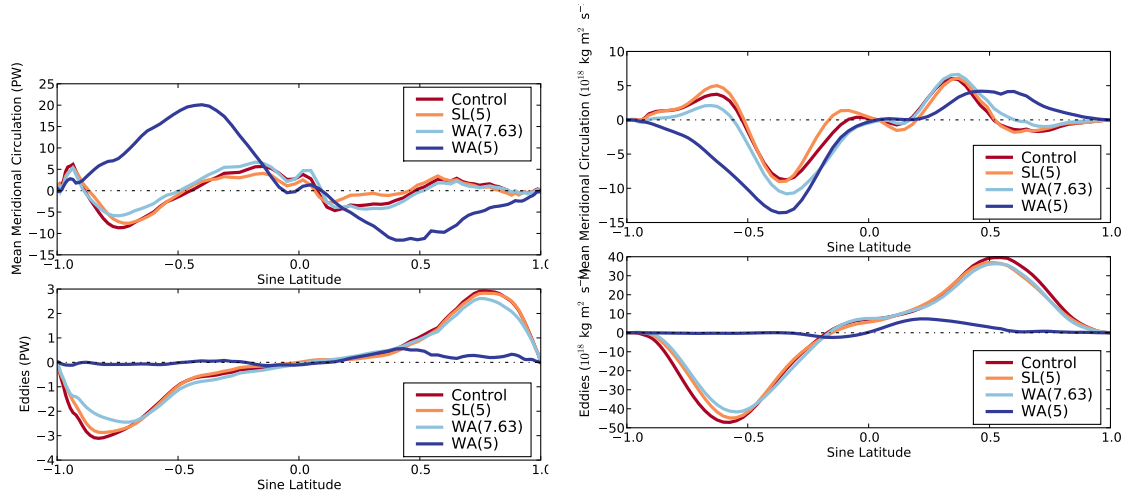 Mean Meridional Circulation (PW)
25
20
15
10
5
0
−5
−10
−15
−1.0
−0.5
0.0
0.5
1.0
Sine Latitude
Control
SL(5)
WA(7.63)
WA(5)
Eddies (PW)
3
2
1
0
−1
−2
−3
−4
−1.0
−0.5
0.0
0.5
1.0
Sine Latitude
Control
SL(5)
WA(7.63)
WA(5)
Mean Meridional Circulation (10¹⁸ kg m² s⁻
10
5
0
−5
−10
−15
−1.0
−0.5
0.0
0.5
1.0
Sine Latitude
Control
SL(5)
WA(7.63)
WA(5)
Eddies (10¹⁸ kg m² s⁻
40
30
20
10
0
−10
−20
−30
−40
−50
−1.0
−0.5
0.0
0.5
1.0
Sine Latitude
Control
SL(5)
WA(7.63)
WA(5)